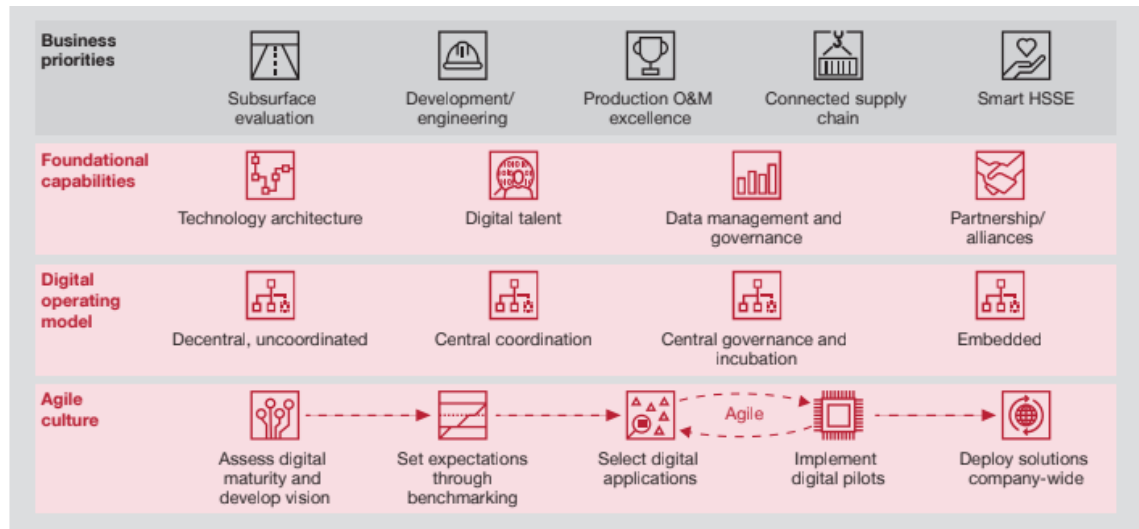 Business
priorities
Subsurface
evaluation
Development/
engineering
Production O&M
excellence
Connected supply
chain
Smart HSSE
Foundational
capabilities
Technology architecture
Digital talent
Data management and
governance
Partnership/
alliances
Digital
operating
model
Decentral, uncoordinated
Central coordination
Central governance and
incubation
Embedded
Agile
culture
Assess digital
maturity and
develop vision
Set expectations
through
benchmarking
Select digital
applications
Agile
Implement
digital pilots
Deploy solutions
company-wide